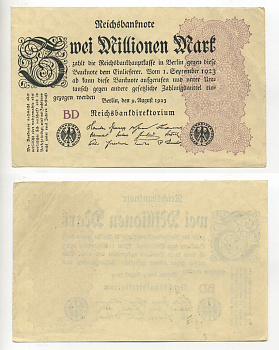 Reichsbanknote
Zwei Millionen Mark
zahlt die Reichsbankhauptkasse in Berlin gegen diese
Banknote dem Einlieferer. Vom 1. September 1923
ab kann diese Banknote aufgerufen und unter Um-
tausch gegen andere gesetzliche Zahlungsmittel ein-
gezogen werden
Berlin, den 9. August 1923
BD Reichsbankdirektorium